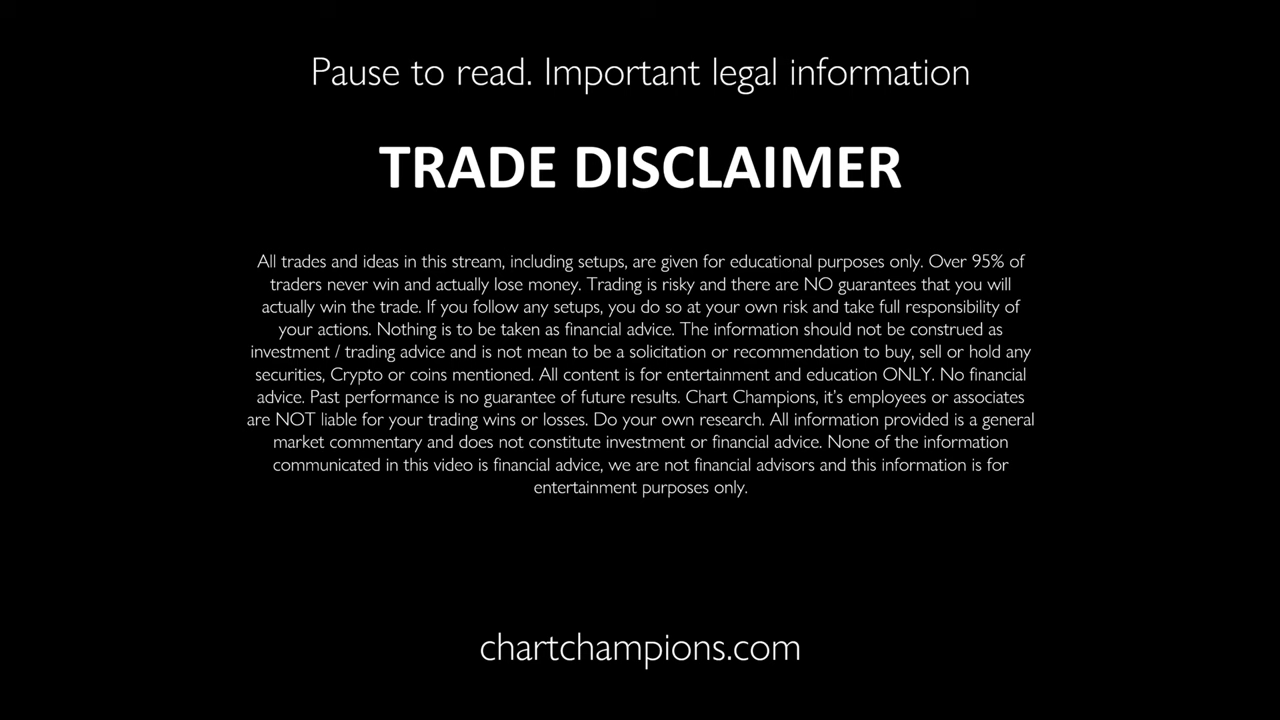 Pause to read. Important legal information
TRADE DISCLAIMER
All trades and ideas in this stream, including setups, are given for educational purposes only. Over 95% of
traders never win and actually lose money. Trading is risky and there are NO guarantees that you will
actually win the trade. If you follow any setups, you do so at your own risk and take full responsibility of
your actions. Nothing is to be taken as financial advice. The information should not be construed as
investment / trading advice and is not mean to be a solicitation or recommendation to buy, sell or hold any
securities, Crypto or coins mentioned. All content is for entertainment and education ONLY. No financial
advice. Past performance is no guarantee of future results. Chart Champions, it's employees or associates
are NOT liable for your trading wins or losses. Do your own research. All information provided is a general
market commentary and does not constitute investment or financial advice. None of the information
communicated in this video is financial advice, we are not financial advisors and this information is for
entertainment purposes only.
chartchampions.com